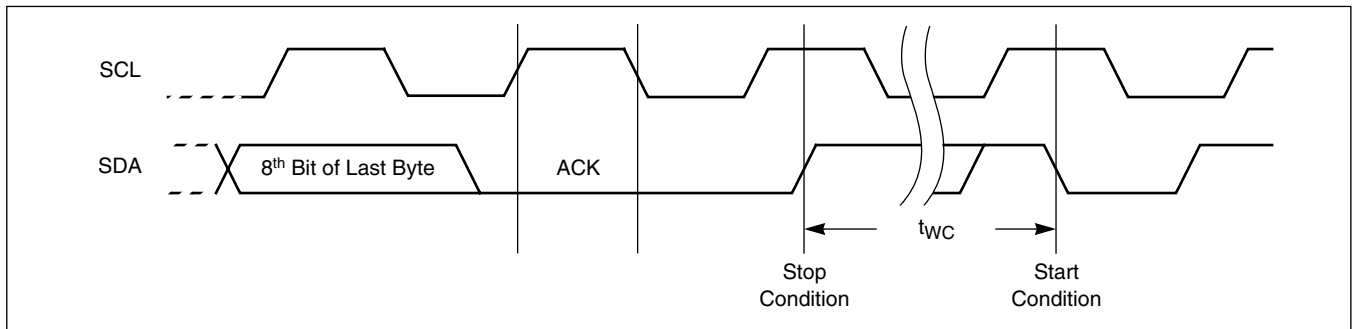 SCL
SDA
8th Bit of Last Byte
ACK
tWC
Stop
Condition
Start
Condition